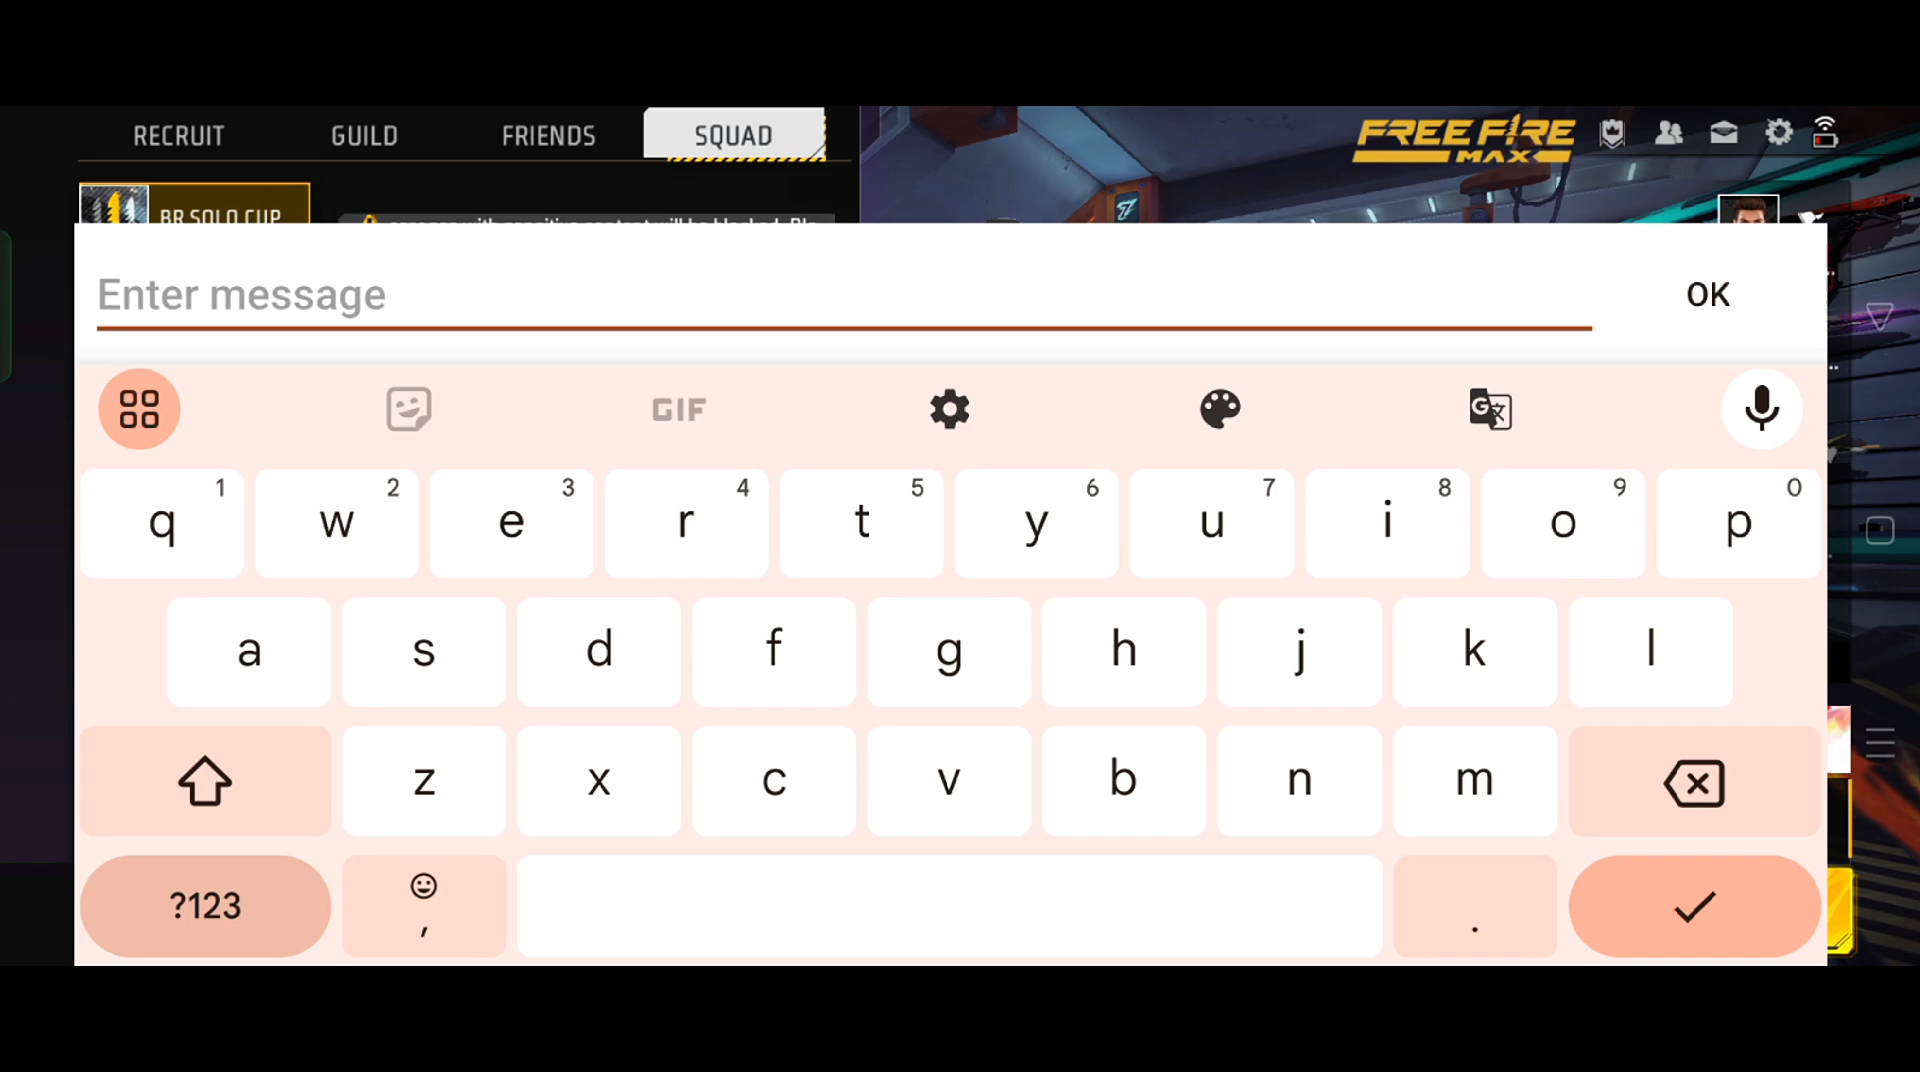 RECRUIT GUILD FRIENDS SQUAD
FREE FIRE
MAX
BR SOLO CUP
Enter message OK
GIF
q 1 w 2 e 3 r 4 t 5 y 6 u 7 i 8 o 9 p 0
a s d f g h j k l
z x c v b n m
?123 , .